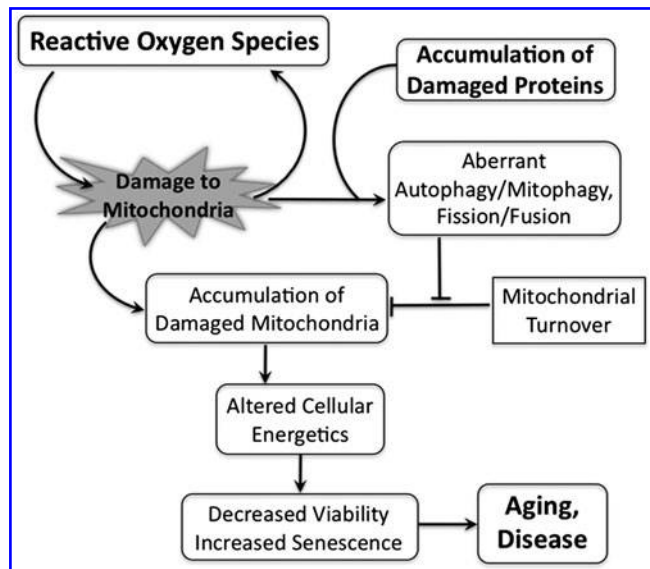 Reactive Oxygen Species
Accumulation of
Damaged Proteins
Damage to
Mitochondria
Aberrant
Autophagy/Mitophagy,
Fission/Fusion
Accumulation of
Damaged Mitochondria
Mitochondrial
Turnover
Altered Cellular
Energetics
Decreased Viability
Increased Senescence
Aging,
Disease